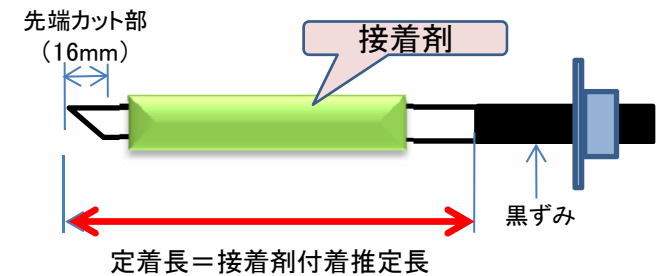 先端カット部
（16mm）
接着剤
黒ずみ
定着長＝接着剤付着推定長